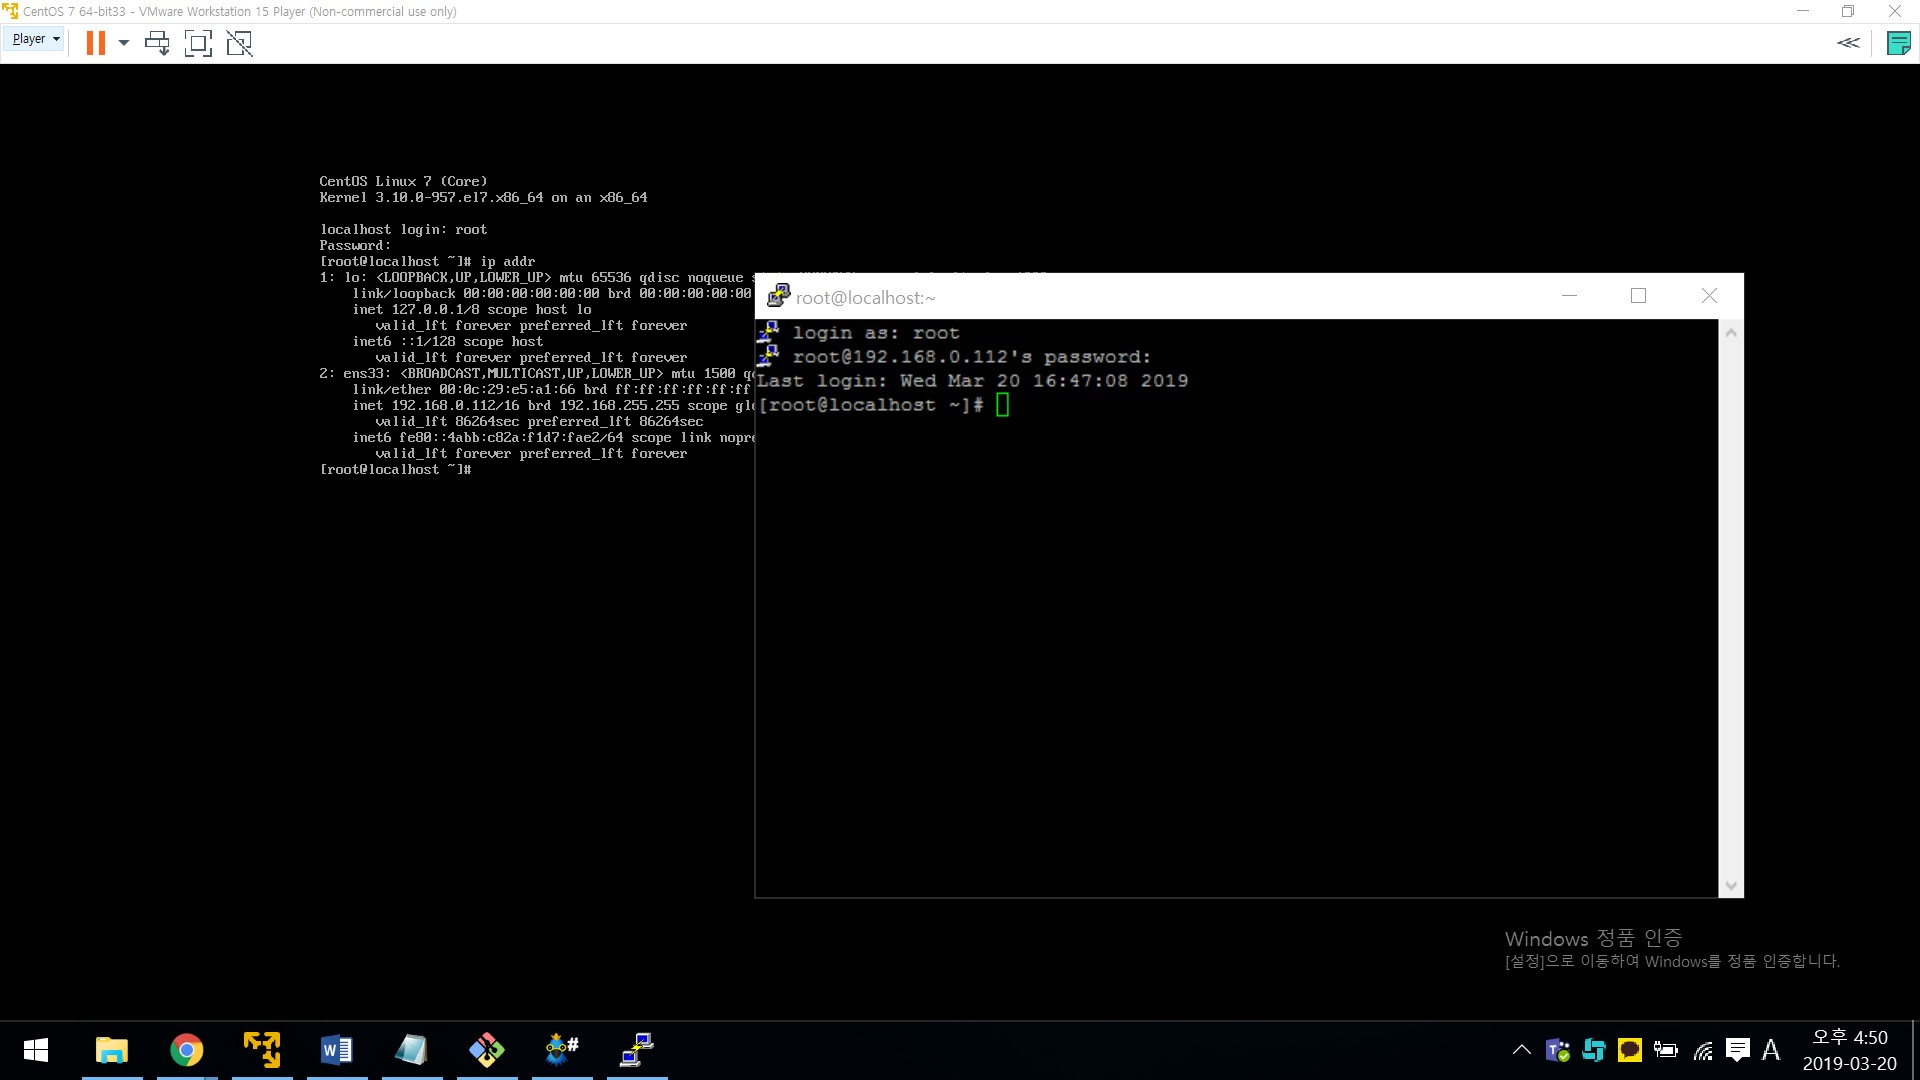 CentOS 7 64-bit33 - VMware Workstation 15 Player (Non-commercial use only)
Player
CentOS Linux 7 (Core)
Kernel 3.10.0-957.el7.x86_64 on an x86_64
localhost login: root
Password:
[root@localhost ~]# ip addr
1: lo: <LOOPBACK,UP,LOWER_UP> mtu 65536 qdisc noqueue
link/loopback 00:00:00:00:00:00 brd 00:00:00:00:00
inet 127.0.0.1/8 scope host lo
valid_lft forever preferred_lft forever
inet6 ::1/128 scope host
valid_lft forever preferred_lft forever
2: ens33: <BROADCAST,MULTICAST,UP,LOWER_UP> mtu 1500
link/ether 00:0c:29:e5:a1:66 brd ff:ff:ff:ff:ff:ff
inet 192.168.0.112/16 brd 192.168.255.255 scope
valid_lft 86264sec preferred_lft 86264sec
inet6 fe80::4abb:c82a:f1d7:fae2/64 scope link
valid_lft forever preferred_lft forever
[root@localhost ~]#
root@localhost:~
login as: root
root@192.168.0.112's password:
Last login: Wed Mar 20 16:47:08 2019
[root@localhost ~]#
Windows 정품 인증
[설정]으로 이동하여 Windows를 정품 인증합니다.
A
오후 4:50
2019-03-20